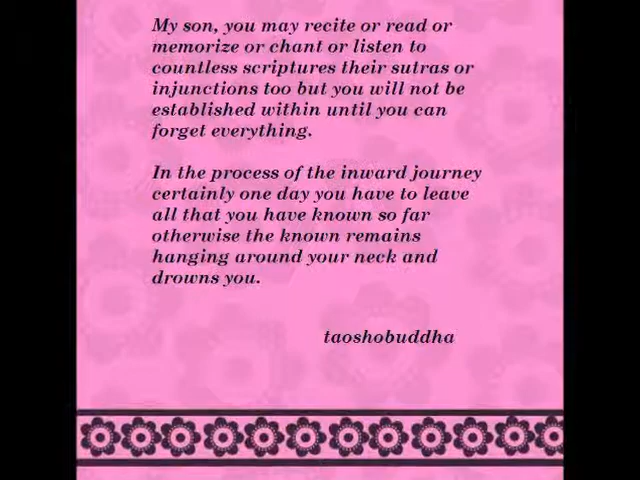 My son, you may recite or read or
memorize or chant or listen to
countless scriptures their sutras or
injunctions too but you will not be
established within until you can
forget everything.
In the process of the inward journey
certainly one day you have to leave
all that you have known so far
otherwise the known remains
hanging around your neck and
drowns you.
taoshobuddha